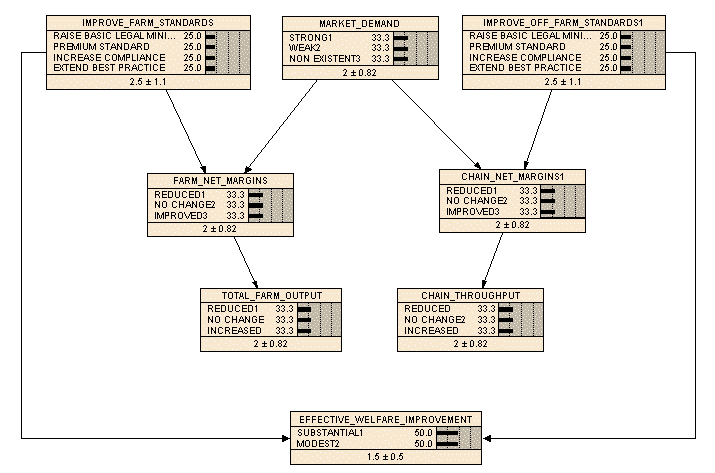 IMPROVE_FARM_STANDARDS
RAISE BASIC LEGAL MINI... 25.0
PREMIUM STANDARD 25.0
INCREASE COMPLIANCE 25.0
EXTEND BEST PRACTICE 25.0
2.5 ± 1.1
MARKET_DEMAND
STRONG1 33.3
WEAK2 33.3
NON EXISTENT3 33.3
2 ± 0.82
IMPROVE_OFF_FARM_STANDARDS1
RAISE BASIC LEGAL MINI... 25.0
PREMIUM STANDARD 25.0
INCREASE COMPLIANCE 25.0
EXTEND BEST PRACTICE 25.0
2.5 ± 1.1
FARM_NET_MARGINS
REDUCED1 33.3
NO CHANGE2 33.3
IMPROVED3 33.3
2 ± 0.82
CHAIN_NET_MARGINS1
REDUCED1 33.3
NO CHANGE2 33.3
IMPROVED3 33.3
2 ± 0.82
TOTAL_FARM_OUTPUT
REDUCED1 33.3
NO CHANGE 33.3
INCREASED 33.3
2 ± 0.82
CHAIN_THROUGHPUT
REDUCED 33.3
NO CHANGE2 33.3
INCREASED 33.3
2 ± 0.82
EFFECTIVE_WELFARE_IMPROVEMENT
SUBSTANTIAL1 50.0
MODEST2 50.0
1.5 ± 0.5